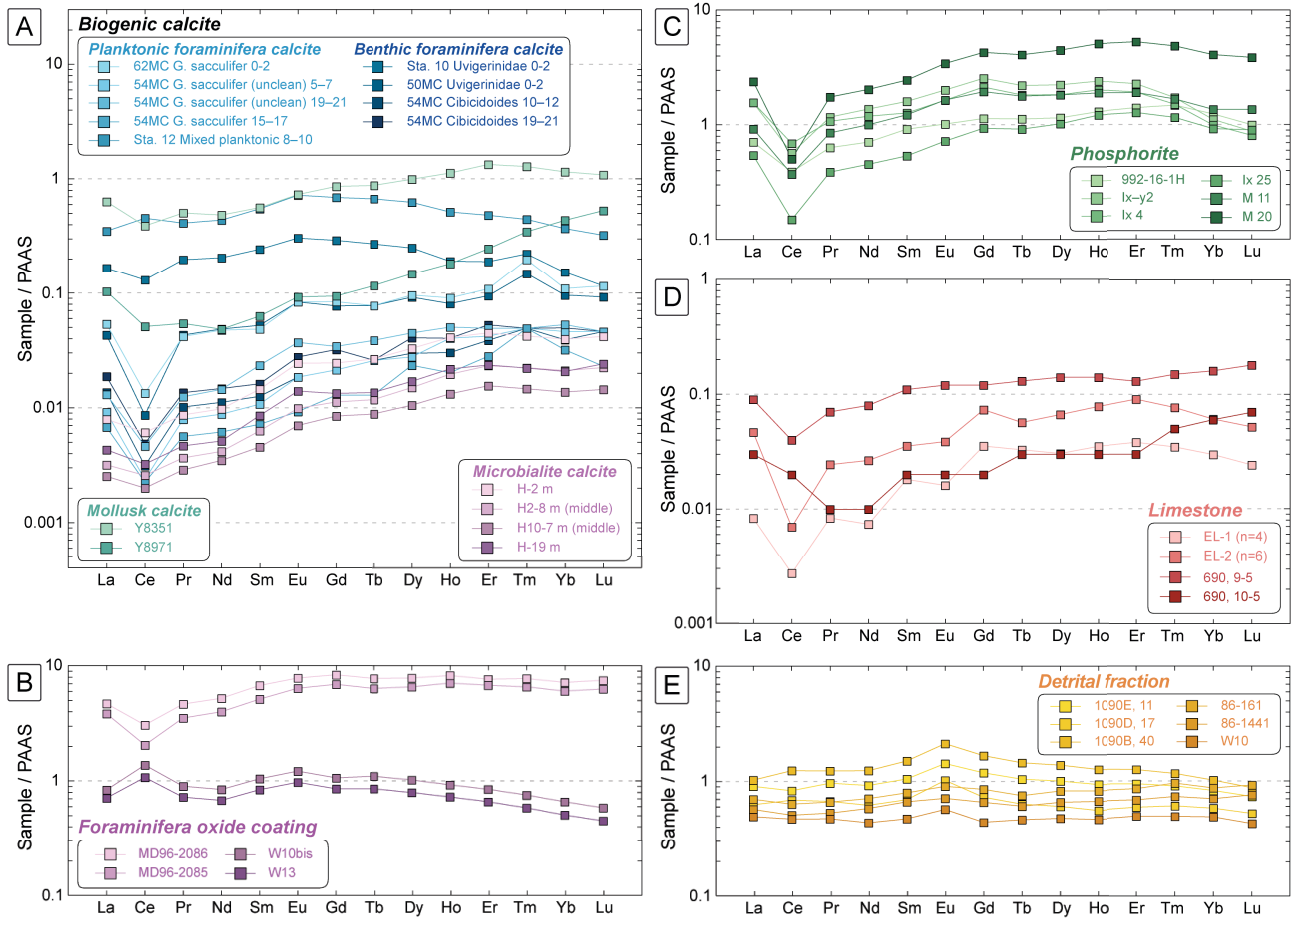 A
Biogenic calcite
Planktonic foraminifera calcite
62MC G. sacculifer 0-2
54MC G. sacculifer (unclean) 5–7
54MC G. sacculifer (unclean) 19–21
54MC G. sacculifer 15–17
Sta. 12 Mixed planktonic 8–10
Benthic foraminifera calcite
Sta. 10 Uvigerinidae 0-2
50MC Uvigerinidae 0-2
54MC Cibicidoides 10–12
54MC Cibicidoides 19–21
Mollusk calcite
Y8351
Y8971
Microbialite calcite
H-2 m
H2-8 m (middle)
H10-7 m (middle)
H-19 m
Sample / PAAS
10
1
0.1
0.01
0.001
La Ce Pr Nd Sm Eu Gd Tb Dy Ho Er Tm Yb Lu
B
Sample / PAAS
10
1
0.1
Foraminifera oxide coating
MD96-2086
MD96-2085
W10bis
W13
La Ce Pr Nd Sm Eu Gd Tb Dy Ho Er Tm Yb Lu
C
Sample / PAAS
10
1
0.1
Phosphorite
992-16-1H
Ix–y2
Ix 4
Ix 25
M 11
M 20
La Ce Pr Nd Sm Eu Gd Tb Dy Ho Er Tm Yb Lu
D
Sample / PAAS
1
0.1
0.01
0.001
Limestone
EL-1 (n=4)
EL-2 (n=6)
690, 9-5
690, 10-5
La Ce Pr Nd Sm Eu Gd Tb Dy Ho Er Tm Yb Lu
E
Sample / PAAS
10
1
0.1
Detrital fraction
1090E, 11
1090D, 17
1090B, 40
86-161
86-1441
W10
La Ce Pr Nd Sm Eu Gd Tb Dy Ho Er Tm Yb Lu